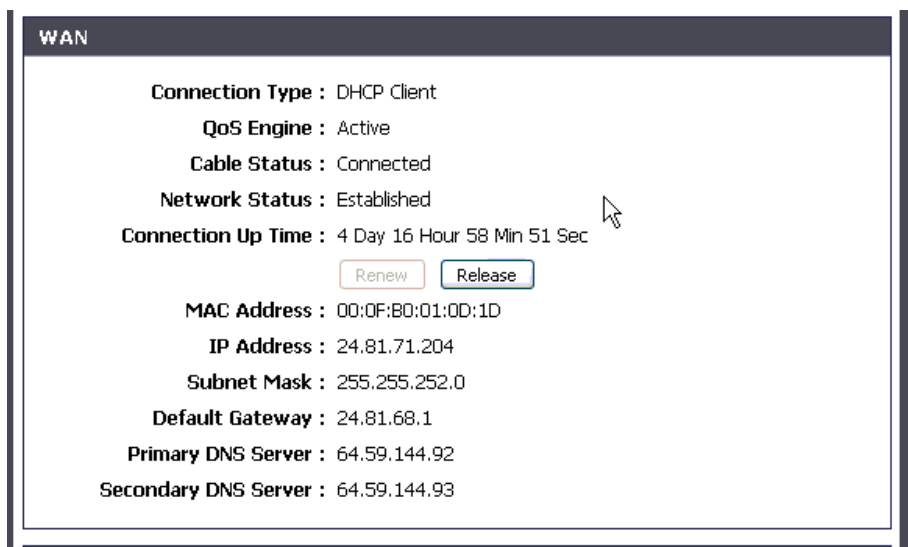 WAN
Connection Type : DHCP Client
QoS Engine : Active
Cable Status : Connected
Network Status : Established
Connection Up Time : 4 Day 16 Hour 58 Min 51 Sec
Renew Release
MAC Address : 00:0F:B0:01:0D:1D
IP Address : 24.81.71.204
Subnet Mask : 255.255.252.0
Default Gateway : 24.81.68.1
Primary DNS Server : 64.59.144.92
Secondary DNS Server : 64.59.144.93